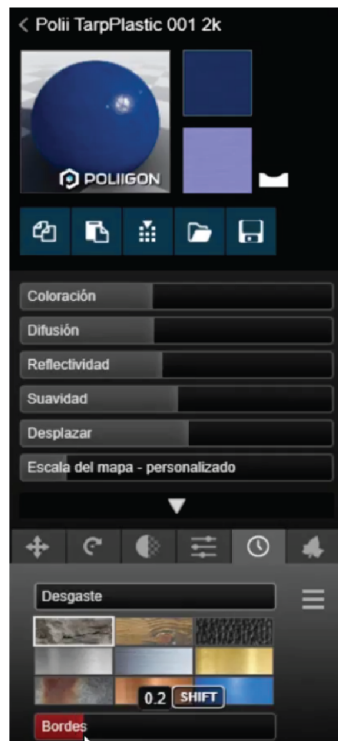 < Polii TarpPlastic 001 2k
POLIIGON
Coloración
Difusión
Reflectividad
Suavidad
Desplazar
Escala del mapa - personalizado
Desgaste
0.2 SHIFT
Bordes